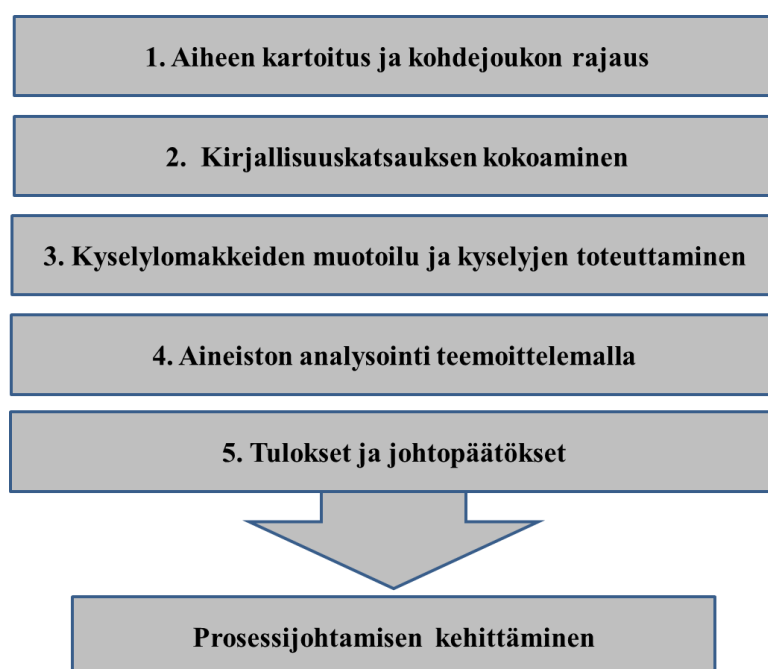 1. Aiheen kartoitus ja kohdejoukon rajaus
2. Kirjallisuuskatsauksen kokoaminen
3. Kyselylomakkeiden muotoilu ja kyselyjen toteuttaminen
4. Aineiston analysointi teemoittelemalla
5. Tulokset ja johtopäätökset
Prosessijohtamisen kehittäminen